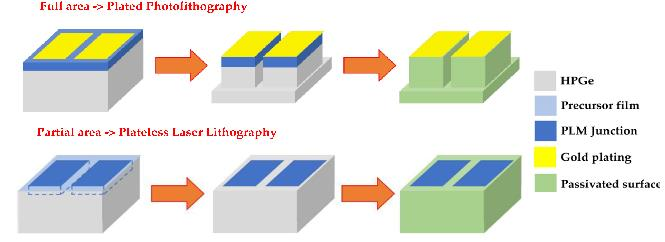 Full area -> Plated Photolithography
HPGe
Precursor film
PLM Junction
Gold plating
Passivated surface
Partial area -> Plateless Laser Lithography